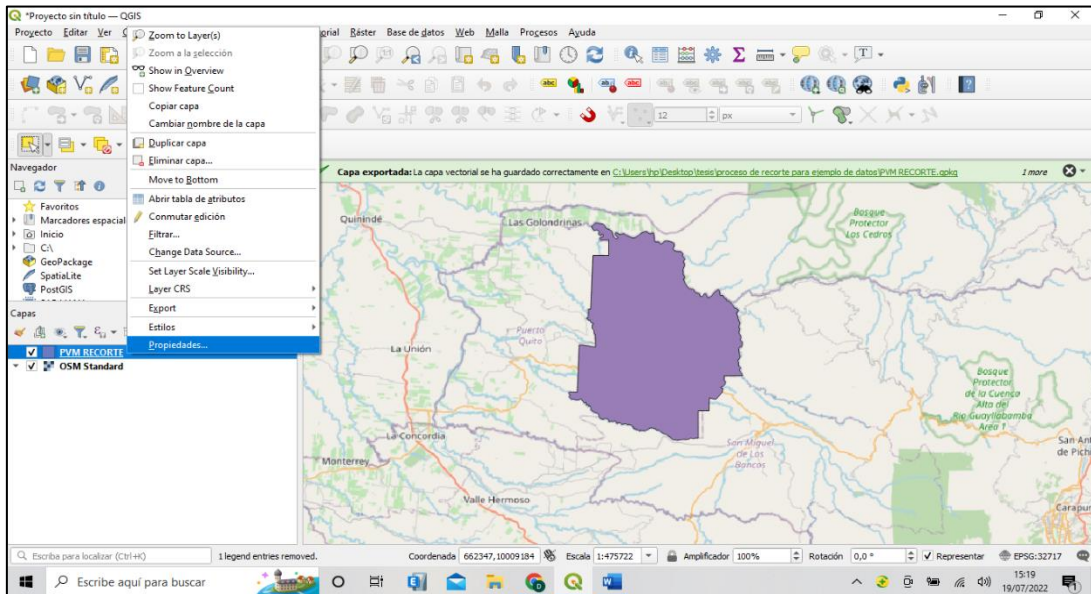 *Proyecto sin título — QGIS
Proyecto Editar Ver
orial Ráster Base de datos Web Malla Procesos Ayuda
Zoom to Layer(s)
Zoom a la selección
Show in Overview
Show Feature Count
Copiar capa
Cambiar nombre de la capa
Duplicar capa
Eliminar capa...
Move to Bottom
Abrir tabla de atributos
Conmutar edición
Filtrar...
Change Data Source...
Set Layer Scale Visibility...
Layer CRS
Export
Estilos
Propiedades...
abc
abc
abc
12
px
Navegador
Favoritos
Marcadores espacial
Inicio
C:\
GeoPackage
SpatiaLite
PostGIS
Capas
PVM RECORTE
OSM Standard
Capa exportada: La capa vectorial se ha guardado correctamente en C:\Users\hp\Desktop\tesis\proceso de recorte para ejemplo de datos\PVM RECORTE.gpkg
1 more
Quinindé
Las Golondrinas
Bosque
Protector
Los Cedros
Puerto
Quito
La Unión
Bosque
Protector
de la Cuenca
Alta del
Río Guayllabamba
Area 1
La Concordia
San Miguel
de Los
Bancos
San Ant
de Pich
Monterrey
Valle Hermoso
Carapun
Escriba para localizar (Ctrl+K)
1 legend entries removed.
Coordenada 662347,10009184
Escala 1:475722
Amplificador 100%
Rotación 0,0 °
Representar
EPSG:32717
Escribe aquí para buscar
15:19
19/07/2022